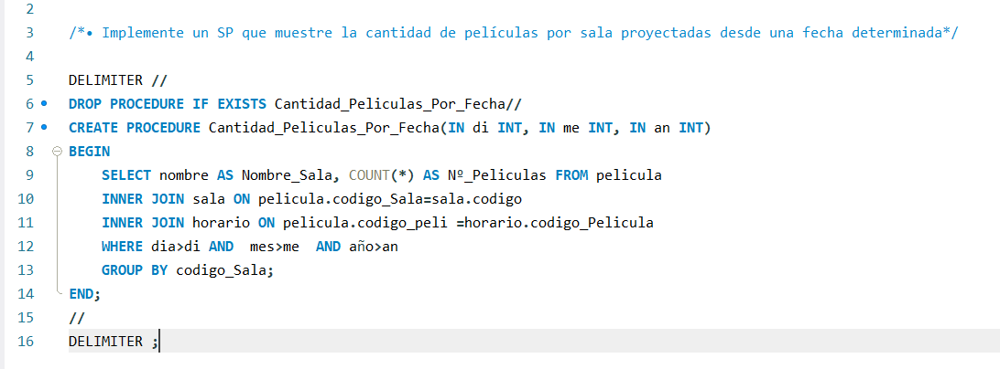 2
3 /*• Implemente un SP que muestre la cantidad de películas por sala proyectadas desde una fecha determinada*/
4
5 DELIMITER //
6 DROP PROCEDURE IF EXISTS Cantidad_Peliculas_Por_Fecha//
7 CREATE PROCEDURE Cantidad_Peliculas_Por_Fecha(IN di INT, IN me INT, IN an INT)
8 BEGIN
9 SELECT nombre AS Nombre_Sala, COUNT(*) AS Nº_Peliculas FROM pelicula
10 INNER JOIN sala ON pelicula.codigo_Sala=sala.codigo
11 INNER JOIN horario ON pelicula.codigo_peli =horario.codigo_Pelicula
12 WHERE dia>di AND  mes>me  AND año>an
13 GROUP BY codigo_Sala;
14 END;
15 //
16 DELIMITER ;